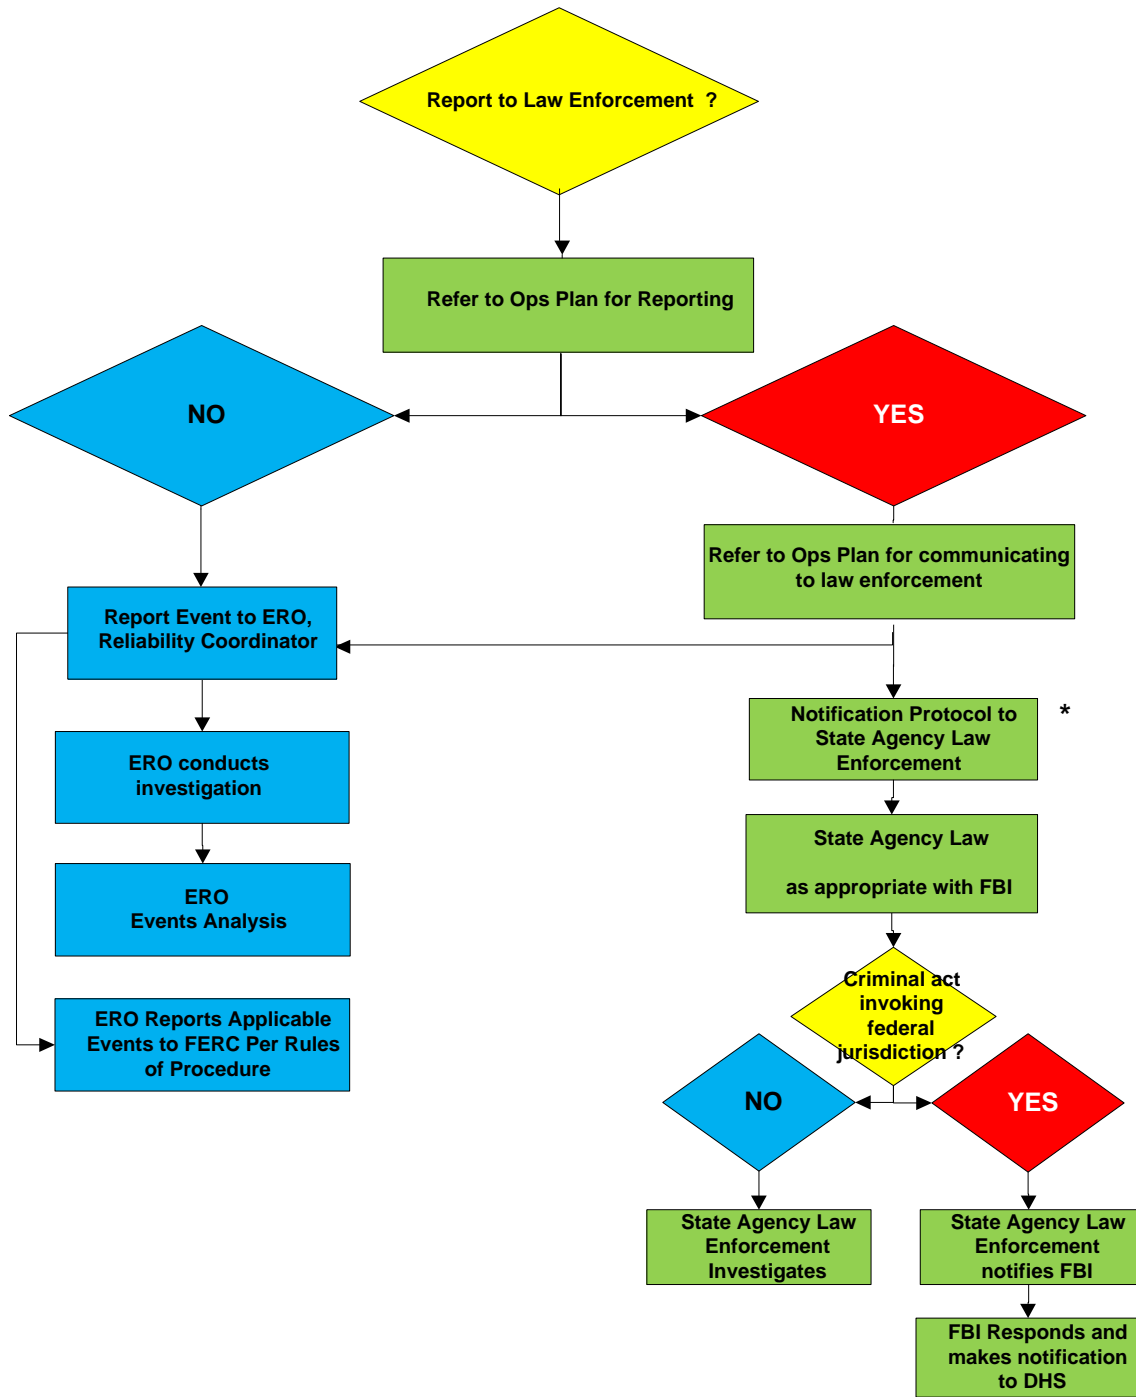 Report to Law Enforcement  ?
Refer to Ops Plan for Reporting
NO
YES
Refer to Ops Plan for communicating
to law enforcement
Report Event to ERO,
Reliability Coordinator
Notification Protocol to
State Agency Law
Enforcement
*
ERO conducts
investigation
State Agency Law
as appropriate with FBI
ERO
Events Analysis
Criminal act
invoking
federal
jurisdiction ?
ERO Reports Applicable
Events to FERC Per Rules
of Procedure
NO
YES
State Agency Law
Enforcement
Investigates
State Agency Law
Enforcement
notifies FBI
FBI Responds and
makes notification
to DHS